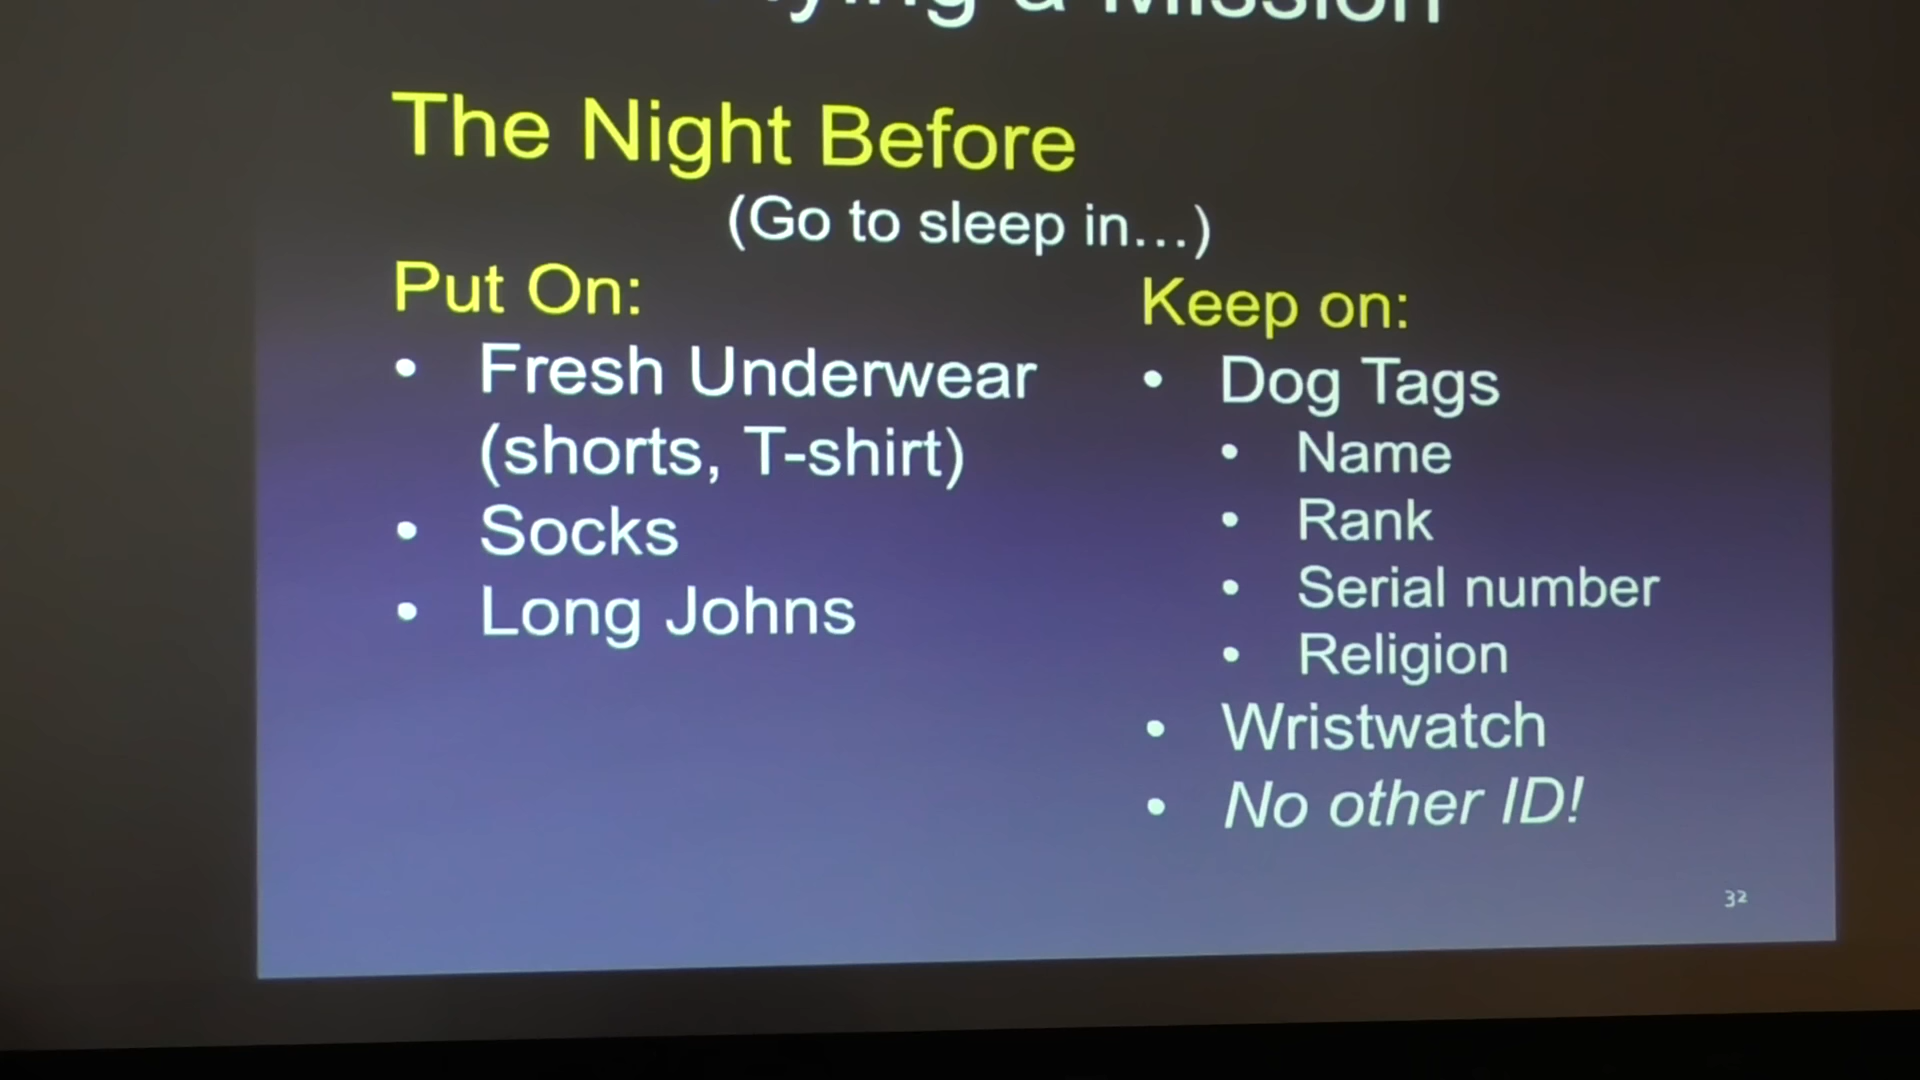 a Mission
The Night Before
(Go to sleep in...)
Put On:
• Fresh Underwear
(shorts, T-shirt)
• Socks
• Long Johns
Keep on:
• Dog Tags
• Name
• Rank
• Serial number
• Religion
• Wristwatch
• No other ID!
32